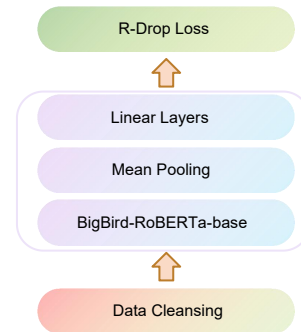 R-Drop Loss
Linear Layers
Mean Pooling
BigBird-RoBERTa-base
Data Cleansing